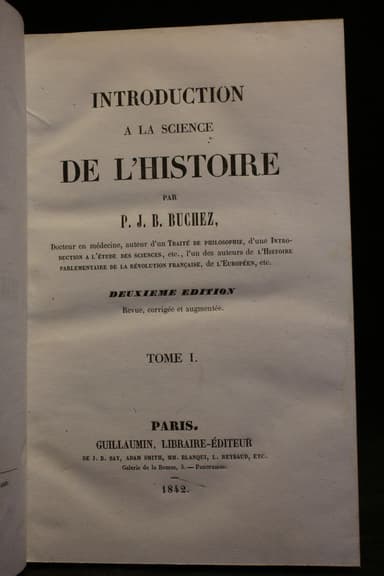 INTRODUCTION
A LA SCIENCE
DE L'HISTOIRE
PAR
P. J. B. BUCHEZ,
Docteur en médecine, auteur d'un TRAITÉ DE PHILOSOPHIE, d'une INTRO-
DUCTION A L'ÉTUDE DES SCIENCES, etc., l'un des auteurs de L'HISTOIRE
PARLEMENTAIRE DE LA RÉVOLUTION FRANÇAISE, de L'EUROPÉEN, etc.
DEUXIEME EDITION
Revue, corrigée et augmentée.
TOME I.
PARIS.
GUILLAUMIN, LIBRAIRE-ÉDITEUR
DE J. B. SAY, ADAM SMITH, MM. BLANQUI, L. REYBAUD, ETC.
Galerie de la Bourse, 5. — Panoramas.
1842.